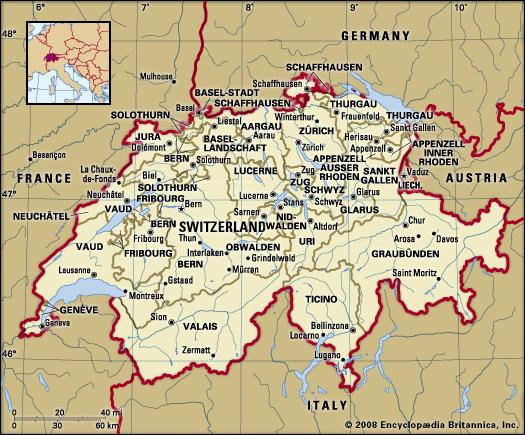 6°
7°
8°
9°
10°
48°
GERMANY
SCHAFFHAUSEN
Mulhouse
Schaffhausen
BASEL-STADT
THURGAU
Basel
SCHAFFHAUSEN
SOLOTHURN
Liestel
Winterthur
Frauenfeld
THURGAU
AARGAU
ZÜRICH
Sankt Gallen
JURA
BASEL-
LANDSCHAFT
Aarau
Herisau
Delémont
Zürich
Appenzell
APPENZELL
INNER
RHODEN
Besançon
BERN
Solothurn
APPENZELL
AUSSER
RHODEN
SANKT
GALLEN
La Chaux-
de-Fonds
Biel
LUCERNE
Zug
ZUG
Vaduz
LIECH.
AUSTRIA
FRANCE
47°
47°
SOLOTHURN
SCHWYZ
Neuchâtel
FRIBOURG
Lucerne
Schwyz
Glarus
Bern
Stans
GLARUS
NEUCHÂTEL
VAUD
Sarnen
NID-
WALDEN
Altdorf
Chur
BERN
SWITZERLAND
Arosa
Davos
VAUD
Fribourg
Thun
OBWALDEN
URI
GRAUBÜNDEN
FRIBOURG
Interlaken
Grindelwald
BERN
Mürren
Lausanne
Saint Moritz
Gstaad
Montreux
TICINO
GENÈVE
Geneva
Sion
VALAIS
Bellinzona
Locarno
46°
46°
Zermatt
Lugano
0 20 40 mi
0 30 60 km
ITALY
© 2008 Encyclopædia Britannica, Inc.